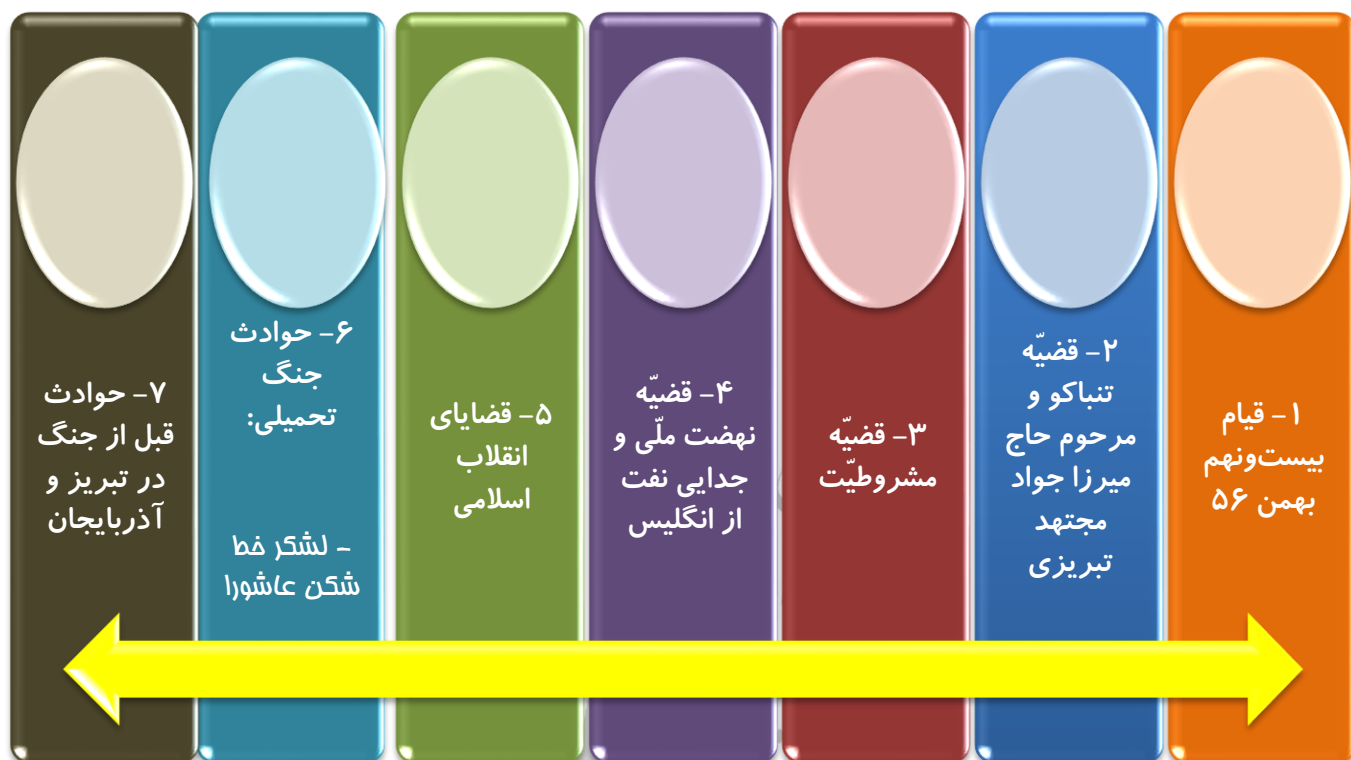 ۱- قیام
بیست‌ونهم
بهمن ۵۶
۲- قضیّه
تنباکو و
مرحوم حاج
میرزا جواد
مجتهد
تبریزی
۳- قضیّه
مشروطیّت
۴- قضیّه
نهضت ملّی و
جدایی نفت
از انگلیس
۵- قضایای
انقلاب
اسلامی
۶- حوادث
جنگ
تحمیلی:
- لشکر خط
شکن عاشورا
۷- حوادث
قبل از جنگ
در تبریز و
آذربایجان